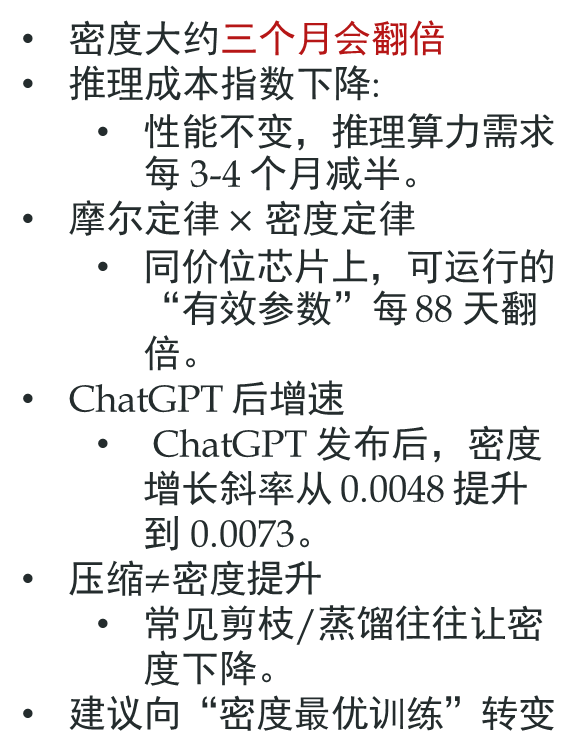 • 密度大约三个月会翻倍
• 推理成本指数下降:
• 性能不变，推理算力需求
每 3-4 个月减半。
• 摩尔定律 × 密度定律
• 同价位芯片上，可运行的
“有效参数”每 88 天翻
倍。
• ChatGPT 后增速
• ChatGPT 发布后，密度
增长斜率从 0.0048 提升
到 0.0073。
• 压缩≠密度提升
• 常见剪枝/蒸馏往往让密
度下降。
• 建议向“密度最优训练”转变